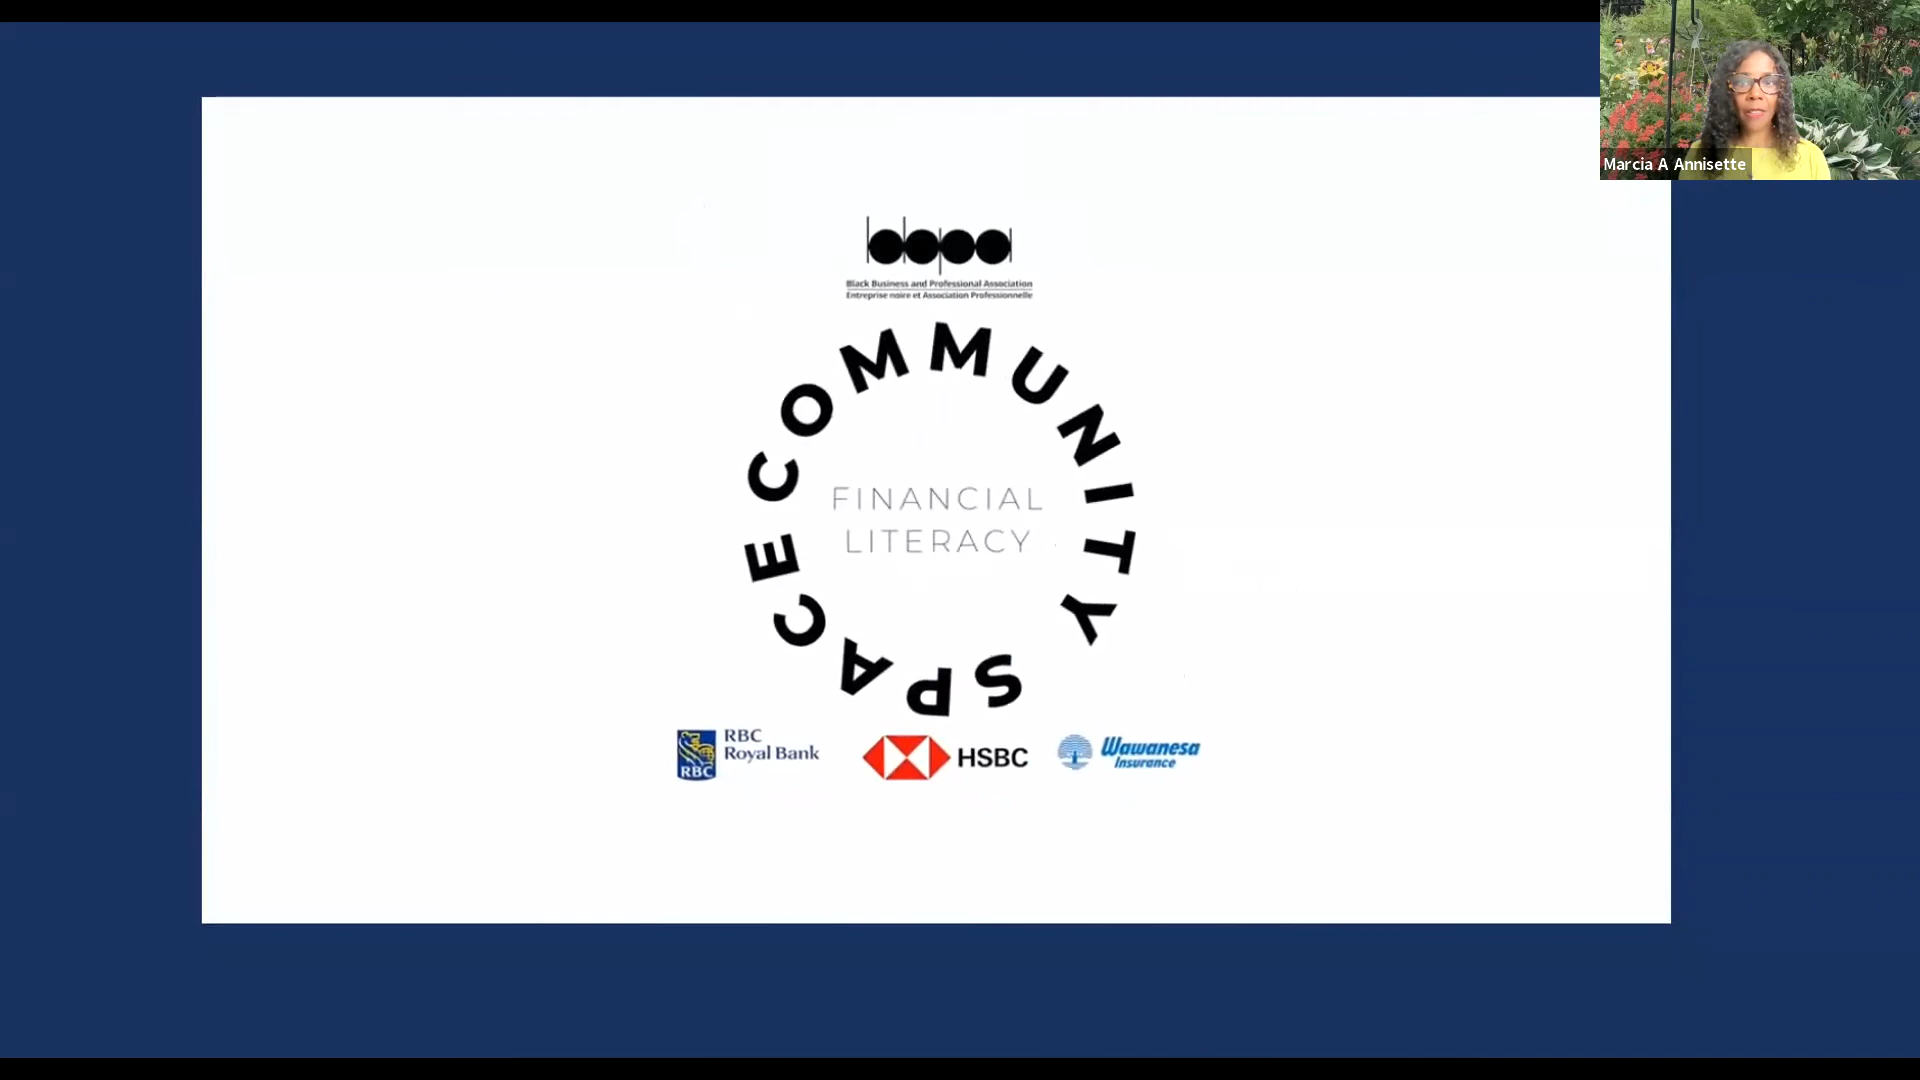 Marcia A Annisette
bbpa
Black Business and Professional Association
Entreprise noire et Association Professionnelle
COMMUNITY SPACE
FINANCIAL
LITERACY
RBC
Royal Bank
RBC
HSBC
Wawanesa
Insurance